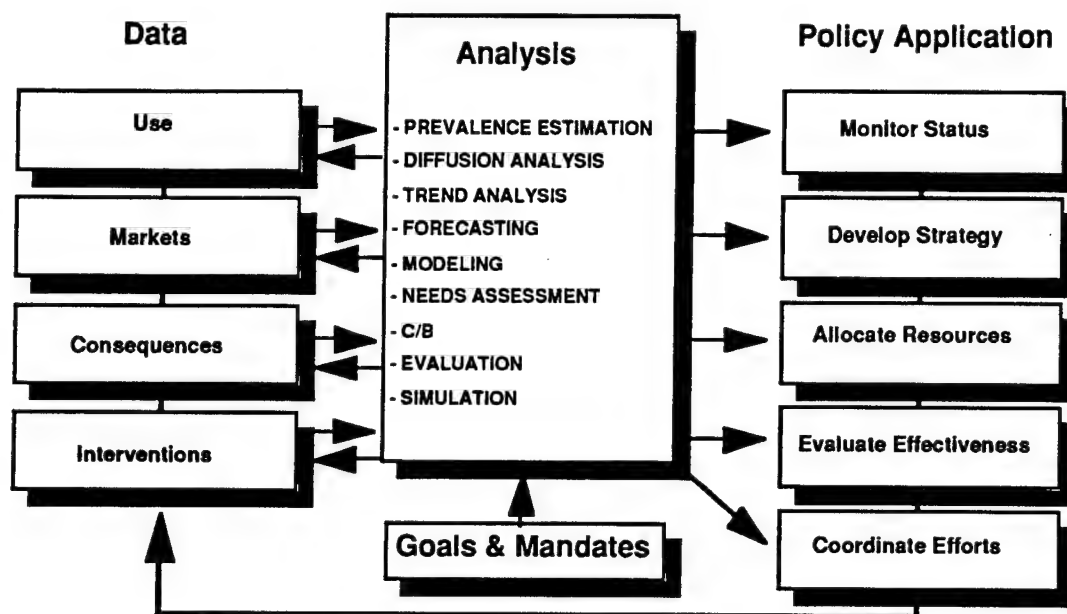 Data
Use
Markets
Consequences
Interventions
Analysis
- PREVALENCE ESTIMATION
- DIFFUSION ANALYSIS
- TREND ANALYSIS
- FORECASTING
- MODELING
- NEEDS ASSESSMENT
- C/B
- EVALUATION
- SIMULATION
Goals & Mandates
Policy Application
Monitor Status
Develop Strategy
Allocate Resources
Evaluate Effectiveness
Coordinate Efforts